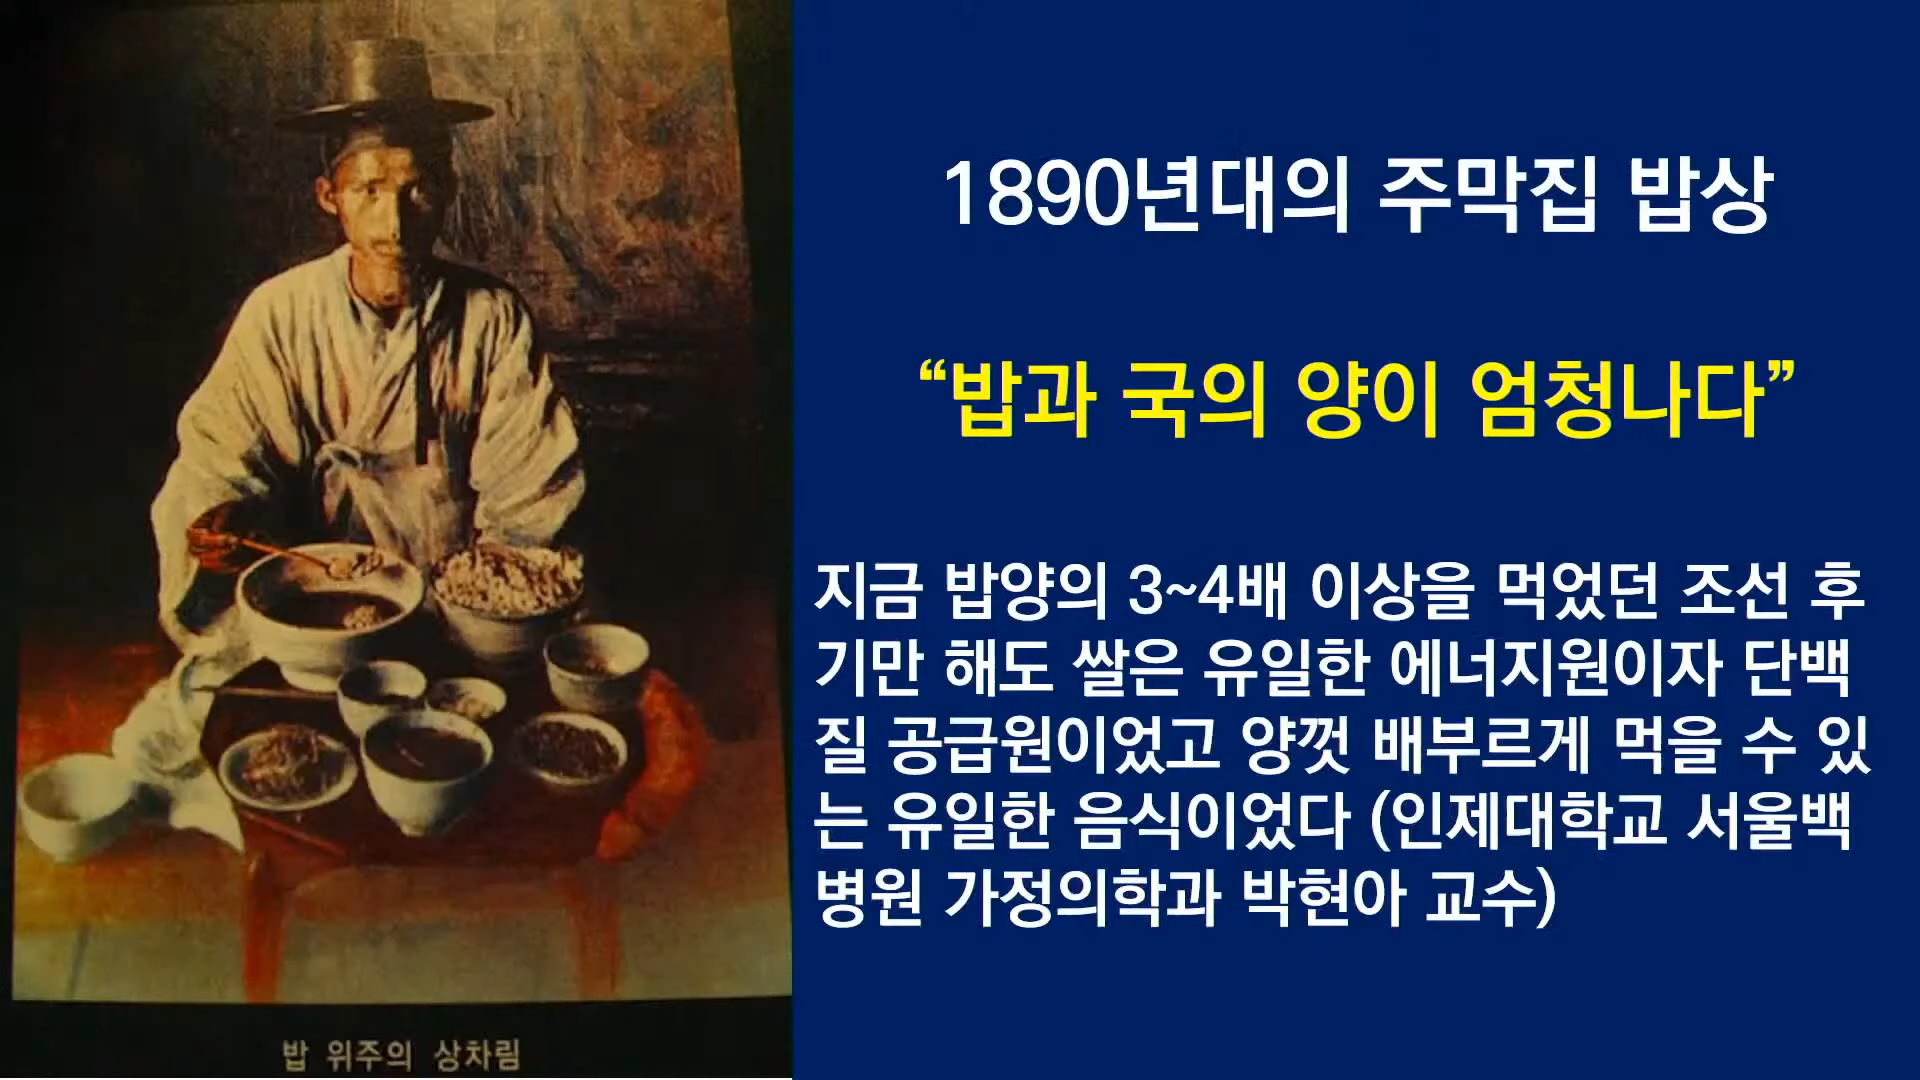 1890년대의 주막집 밥상
“밥과 국의 양이 엄청나다”
지금 밥양의 3~4배 이상을 먹었던 조선 후
기만 해도 쌀은 유일한 에너지원이자 단백
질 공급원이었고 양껏 배부르게 먹을 수 있
는 유일한 음식이었다 (인제대학교 서울백
병원 가정의학과 박현아 교수)
밥 위주의 상차림